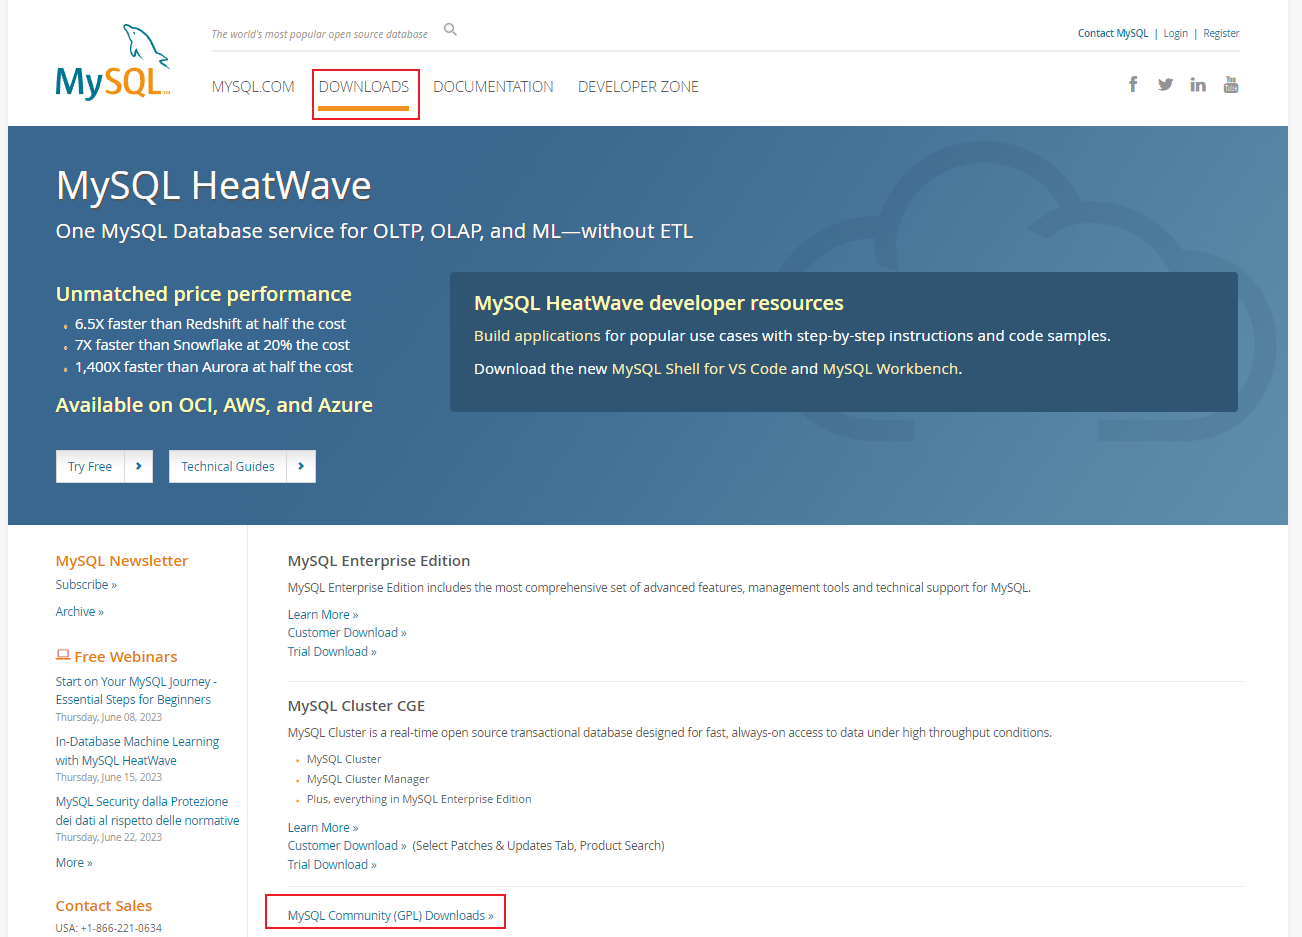 MySQL™
The world's most popular open source database
Contact MySQL | Login | Register
MYSQL.COM DOWNLOADS DOCUMENTATION DEVELOPER ZONE
You Tube
MySQL HeatWave
One MySQL Database service for OLTP, OLAP, and ML—without ETL
Unmatched price performance
6.5X faster than Redshift at half the cost
7X faster than Snowflake at 20% the cost
1,400X faster than Aurora at half the cost
Available on OCI, AWS, and Azure
MySQL HeatWave developer resources
Build applications for popular use cases with step-by-step instructions and code samples.
Download the new MySQL Shell for VS Code and MySQL Workbench.
Try Free
Technical Guides
MySQL Newsletter
Subscribe »
Archive »
Free Webinars
Start on Your MySQL Journey -
Essential Steps for Beginners
Thursday, June 08, 2023
In-Database Machine Learning
with MySQL HeatWave
Thursday, June 15, 2023
MySQL Security dalla Protezione
dei dati al rispetto delle normative
Thursday, June 22, 2023
More »
Contact Sales
USA: +1-866-221-0634
MySQL Enterprise Edition
MySQL Enterprise Edition includes the most comprehensive set of advanced features, management tools and technical support for MySQL.
Learn More »
Customer Download »
Trial Download »
MySQL Cluster CGE
MySQL Cluster is a real-time open source transactional database designed for fast, always-on access to data under high throughput conditions.
MySQL Cluster
MySQL Cluster Manager
Plus, everything in MySQL Enterprise Edition
Learn More »
Customer Download » (Select Patches & Updates Tab, Product Search)
Trial Download »
MySQL Community (GPL) Downloads »